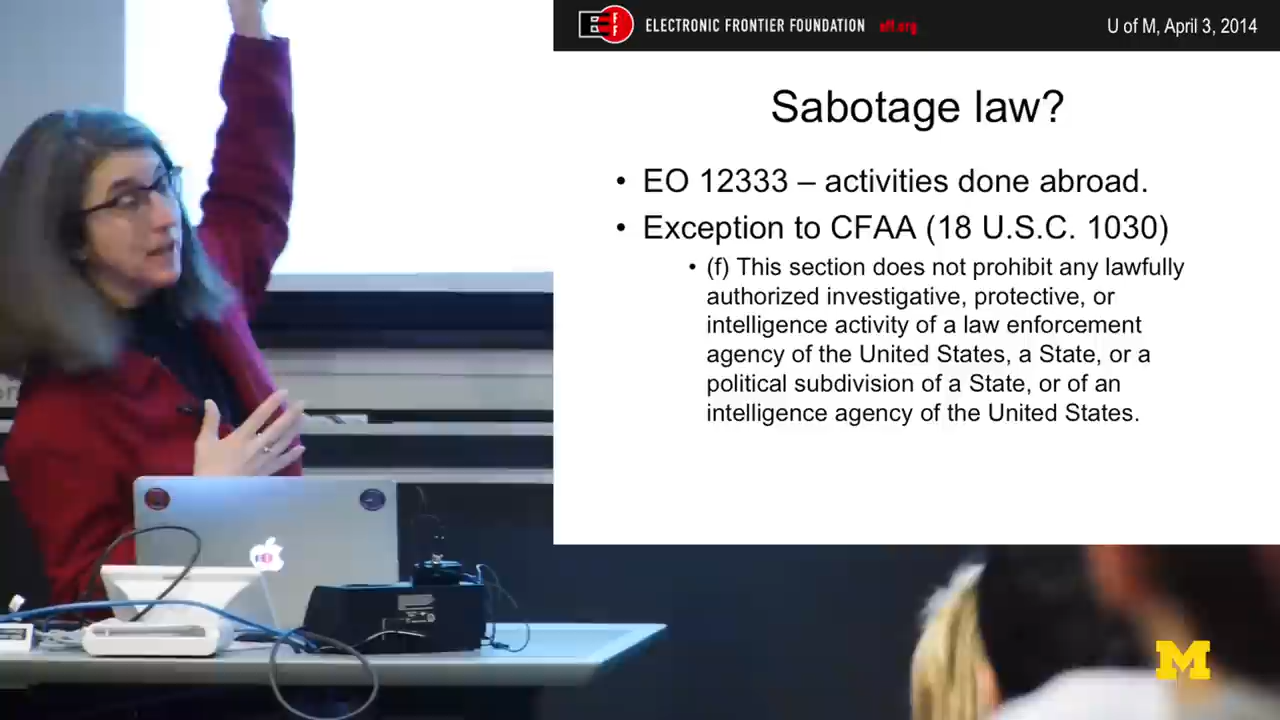 EFF
ELECTRONIC FRONTIER FOUNDATION eff.org
U of M, April 3, 2014
Sabotage law?
• EO 12333 – activities done abroad.
• Exception to CFAA (18 U.S.C. 1030)
• (f) This section does not prohibit any lawfully
authorized investigative, protective, or
intelligence activity of a law enforcement
agency of the United States, a State, or a
political subdivision of a State, or of an
intelligence agency of the United States.
M